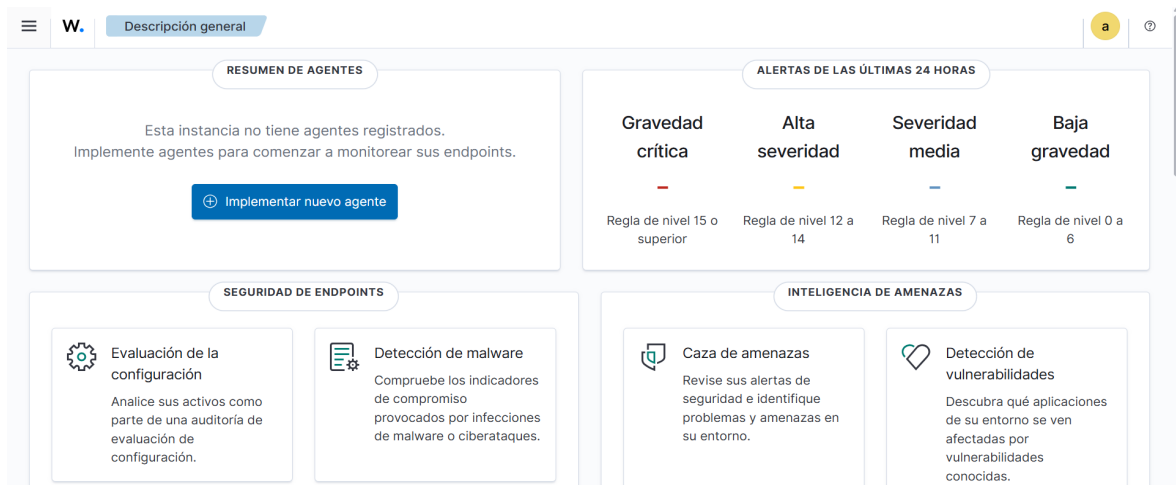 W.
Descripción general
a
RESUMEN DE AGENTES
Esta instancia no tiene agentes registrados.
Implemente agentes para comenzar a monitorear sus endpoints.
Implementar nuevo agente
ALERTAS DE LAS ÚLTIMAS 24 HORAS
Gravedad
crítica
-
Regla de nivel 15 o
superior
Alta
severidad
-
Regla de nivel 12 a
14
Severidad
media
-
Regla de nivel 7 a
11
Baja
gravedad
-
Regla de nivel 0 a
6
SEGURIDAD DE ENDPOINTS
Evaluación de la
configuración
Analice sus activos como
parte de una auditoría de
evaluación de
configuración.
Detección de malware
Compruebe los indicadores
de compromiso
provocados por infecciones
de malware o ciberataques.
INTELIGENCIA DE AMENAZAS
Caza de amenazas
Revise sus alertas de
seguridad e identifique
problemas y amenazas en
su entorno.
Detección de
vulnerabilidades
Descubra qué aplicaciones
de su entorno se ven
afectadas por
vulnerabilidades
conocidas.